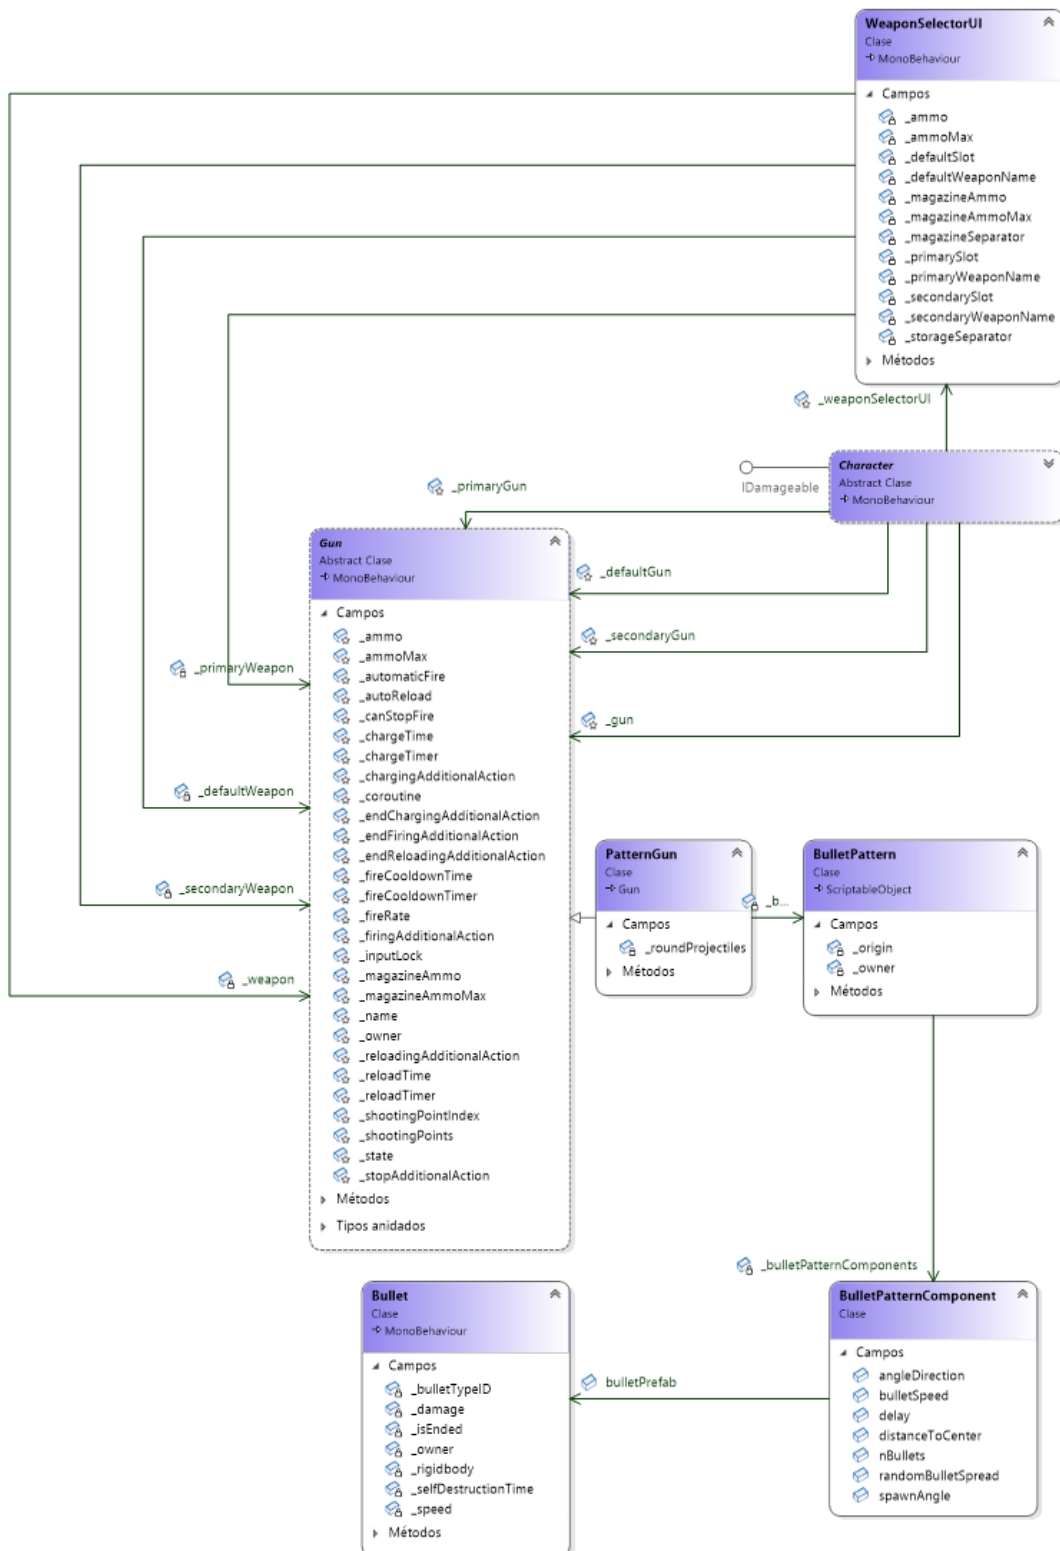 WeaponSelectorUI
Clase
MonoBehaviour
Campos
_ammo
_ammoMax
_defaultSlot
_defaultWeaponName
_magazineAmmo
_magazineAmmoMax
_magazineSeparator
_primarySlot
_primaryWeaponName
_secondarySlot
_secondaryWeaponName
_storageSeparator
Métodos
_weaponSelectorUI
Character
Abstract Clase
MonoBehaviour
IDamageable
_primaryGun
_defaultGun
_secondaryGun
_gun
Gun
Abstract Clase
MonoBehaviour
Campos
_ammo
_ammoMax
_automaticFire
_autoReload
_canStopFire
_chargeTime
_chargeTimer
_chargingAdditionalAction
_coroutine
_endChargingAdditionalAction
_endFiringAdditionalAction
_endReloadingAdditionalAction
_fireCooldownTime
_fireCooldownTimer
_fireRate
_firingAdditionalAction
_inputLock
_magazineAmmo
_magazineAmmoMax
_name
_owner
_reloadingAdditionalAction
_reloadTime
_reloadTimer
_shootingPointIndex
_shootingPoints
_state
_stopAdditionalAction
Métodos
Tipos anidados
_primaryWeapon
_defaultWeapon
_secondaryWeapon
_weapon
PatternGun
Clase
Gun
Campos
_roundProjectiles
Métodos
_b...
BulletPattern
Clase
ScriptableObject
Campos
_origin
_owner
Métodos
_bulletPatternComponents
BulletPatternComponent
Clase
Campos
angleDirection
bulletSpeed
delay
distanceToCenter
nBullets
randomBulletSpread
spawnAngle
bulletPrefab
Bullet
Clase
MonoBehaviour
Campos
_bulletTypeID
_damage
_isEnded
_owner
_rigidbody
_selfDestructionTime
_speed
Métodos